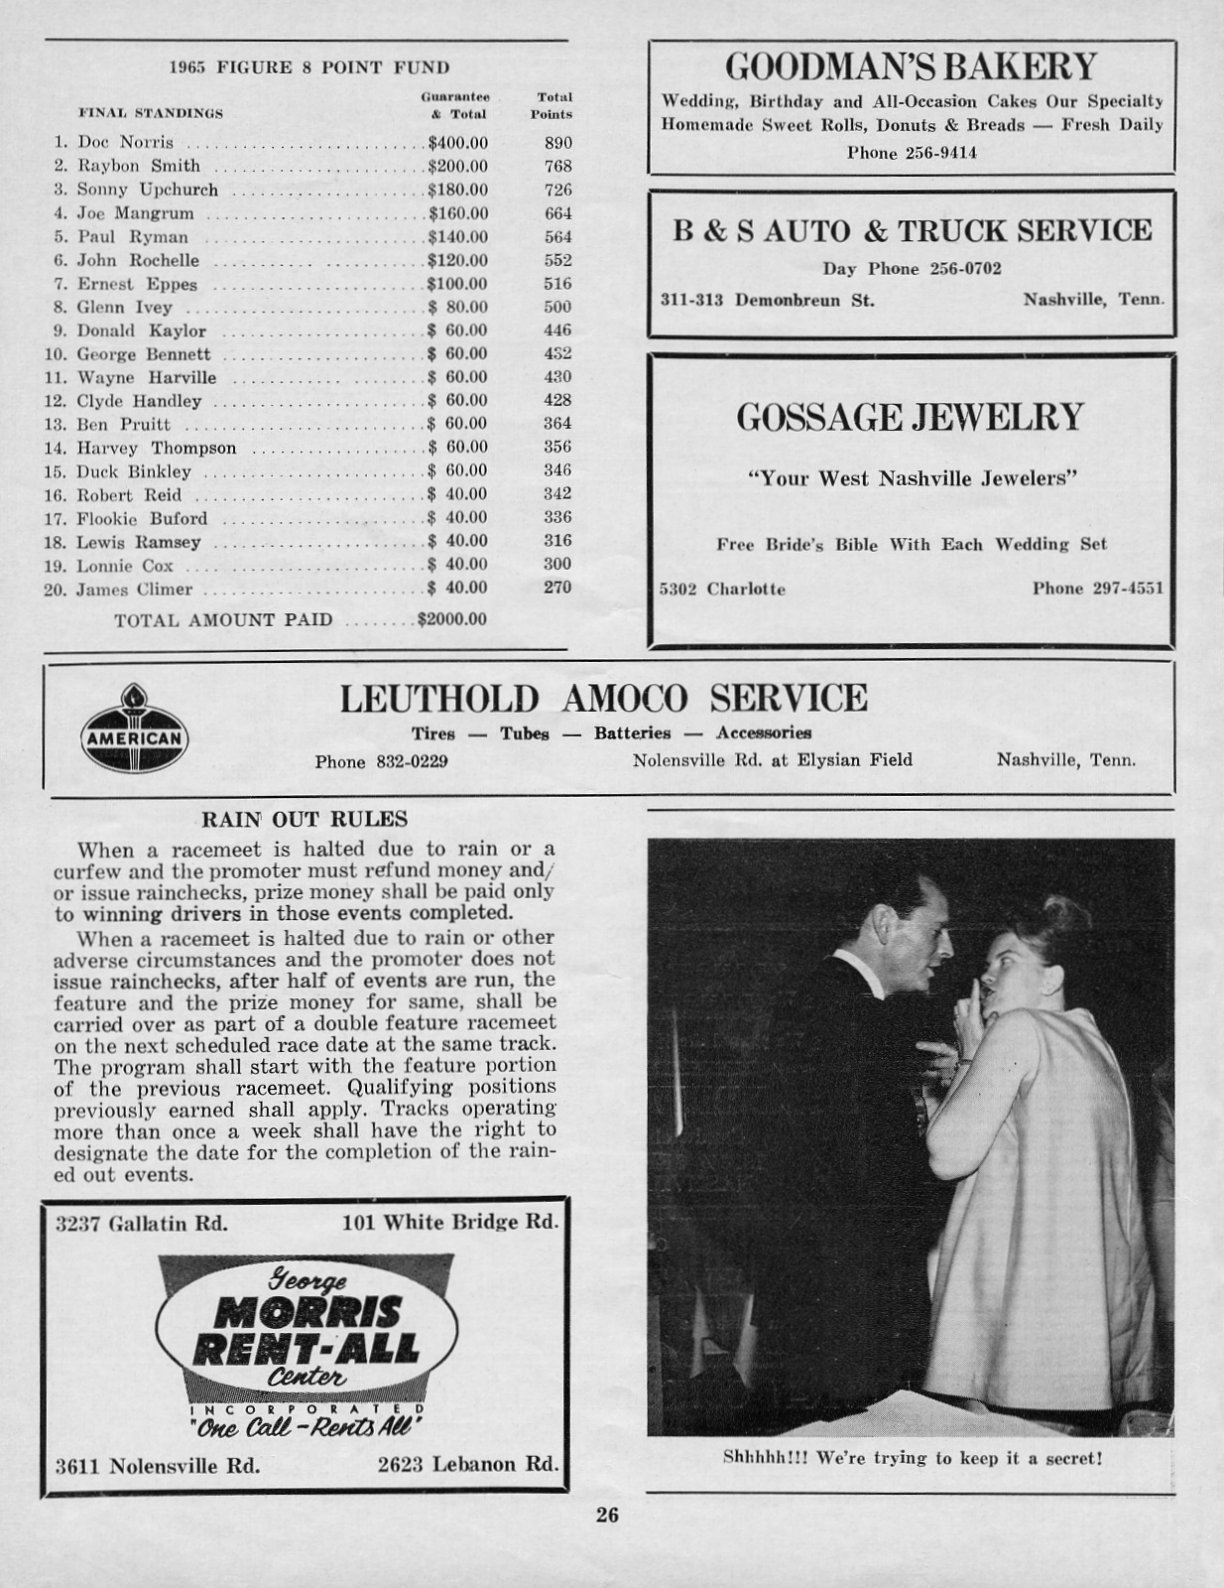 1965 FIGURE 8 POINT FUND
FINAL STANDINGS Guarantee & Total Total Points
1. Doc Norris $400.00 890
2. Raybon Smith $200.00 768
3. Sonny Upchurch $180.00 726
4. Joe Mangrum $160.00 664
5. Paul Ryman $140.00 564
6. John Rochelle $120.00 552
7. Ernest Eppes $100.00 516
8. Glenn Ivey $ 80.00 500
9. Donald Kaylor $ 60.00 446
10. George Bennett $ 60.00 432
11. Wayne Harville $ 60.00 430
12. Clyde Handley $ 60.00 428
13. Ben Pruitt $ 60.00 364
14. Harvey Thompson $ 60.00 356
15. Duck Binkley $ 60.00 346
16. Robert Reid $ 40.00 342
17. Flookie Buford $ 40.00 336
18. Lewis Ramsey $ 40.00 316
19. Lonnie Cox $ 40.00 300
20. James Climer $ 40.00 270
TOTAL AMOUNT PAID $2000.00
GOODMAN'S BAKERY
Wedding, Birthday and All-Occasion Cakes Our Specialty
Homemade Sweet Rolls, Donuts & Breads — Fresh Daily
Phone 256-9414
B & S AUTO & TRUCK SERVICE
Day Phone 256-0702
311-313 Demonbreun St. Nashville, Tenn.
GOSSAGE JEWELRY
"Your West Nashville Jewelers"
Free Bride's Bible With Each Wedding Set
5302 Charlotte Phone 297-4551
AMERICAN
LEUTHOLD AMOCO SERVICE
Tires — Tubes — Batteries — Accessories
Phone 832-0229 Nolensville Rd. at Elysian Field Nashville, Tenn.
RAIN OUT RULES
When a racemeet is halted due to rain or a
curfew and the promoter must refund money and/
or issue rainchecks, prize money shall be paid only
to winning drivers in those events completed.
When a racemeet is halted due to rain or other
adverse circumstances and the promoter does not
issue rainchecks, after half of events are run, the
feature and the prize money for same, shall be
carried over as part of a double feature racemeet
on the next scheduled race date at the same track.
The program shall start with the feature portion
of the previous racemeet. Qualifying positions
previously earned shall apply. Tracks operating
more than once a week shall have the right to
designate the date for the completion of the rain-
ed out events.
3237 Gallatin Rd. 101 White Bridge Rd.
George
MORRIS
RENT-ALL
Center
INCORPORATED
"One Call - Rents All"
3611 Nolensville Rd. 2623 Lebanon Rd.
Shhhhh!!! We're trying to keep it a secret!
26